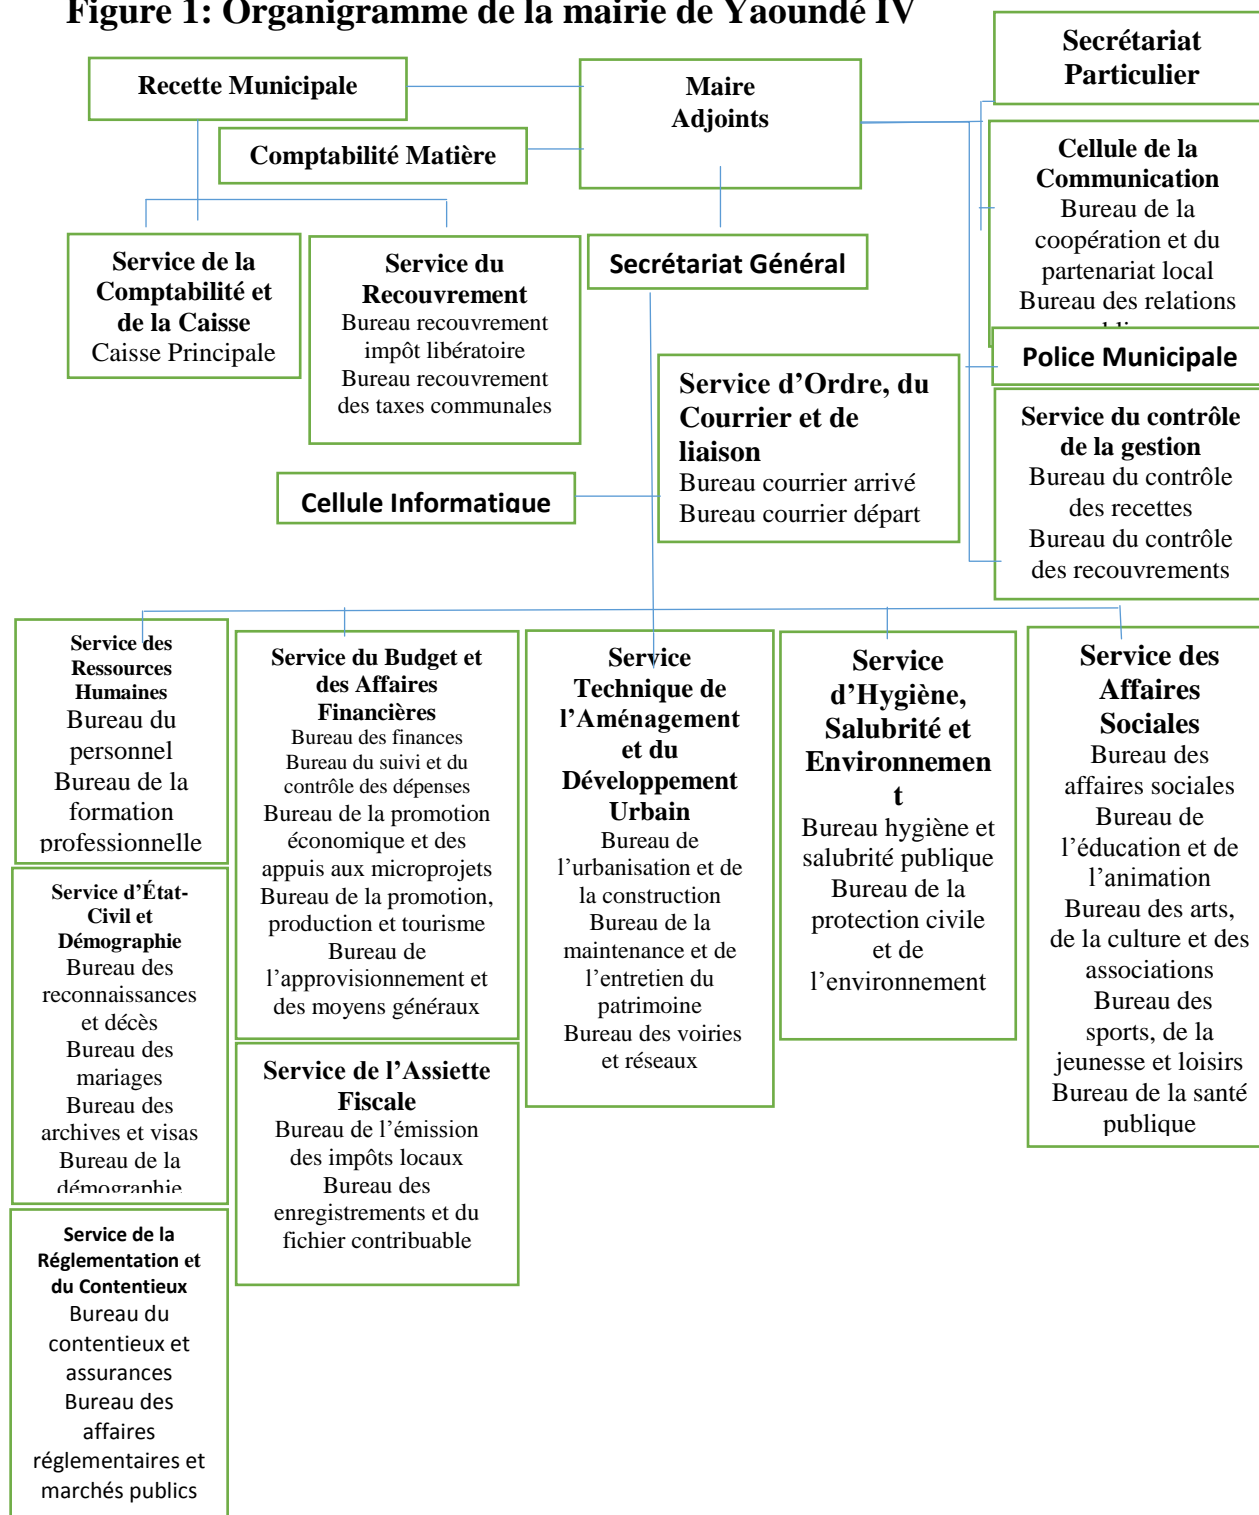 Figure 1: Organigramme de la mairie de Yaoundé IV
Recette Municipale
Maire
Adjoints
Secrétariat
Particulier
Comptabilité Matière
Cellule de la
Communication
Bureau de la
coopération et du
partenariat local
Bureau des relations
Service de la
Comptabilité et
de la Caisse
Caisse Principale
Service du
Recouvrement
Bureau recouvrement
impôt libératoire
Bureau recouvrement
des taxes communales
Secrétariat Général
Police Municipale
Service d’Ordre, du
Courrier et de
liaison
Bureau courrier arrivé
Bureau courrier départ
Service du contrôle
de la gestion
Bureau du contrôle
des recettes
Bureau du contrôle
des recouvrements
Cellule Informatique
Service des
Ressources
Humaines
Bureau du
personnel
Bureau de la
formation
professionnelle
Service d’État-
Civil et
Démographie
Bureau des
reconnaissances
et décès
Bureau des
mariages
Bureau des
archives et visas
Bureau de la
démographie
Service de la
Réglementation et
du Contentieux
Bureau du
contentieux et
assurances
Bureau des
affaires
réglementaires et
marchés publics
Service du Budget et
des Affaires
Financières
Bureau des finances
Bureau du suivi et du
contrôle des dépenses
Bureau de la promotion
économique et des
appuis aux microprojets
Bureau de la promotion,
production et tourisme
Bureau de
l’approvisionnement et
des moyens généraux
Service de l’Assiette
Fiscale
Bureau de l’émission
des impôts locaux
Bureau des
enregistrements et du
fichier contribuable
Service
Technique de
l’Aménagement
et du
Développement
Urbain
Bureau de
l’urbanisation et de
la construction
Bureau de la
maintenance et de
l’entretien du
patrimoine
Bureau des voiries
et réseaux
Service
d’Hygiène,
Salubrité et
Environnemen
t
Bureau hygiène et
salubrité publique
Bureau de la
protection civile
et de
l’environnement
Service des
Affaires
Sociales
Bureau des
affaires sociales
Bureau de
l’éducation et de
l’animation
Bureau des arts,
de la culture et des
associations
Bureau des
sports, de la
jeunesse et loisirs
Bureau de la santé
publique